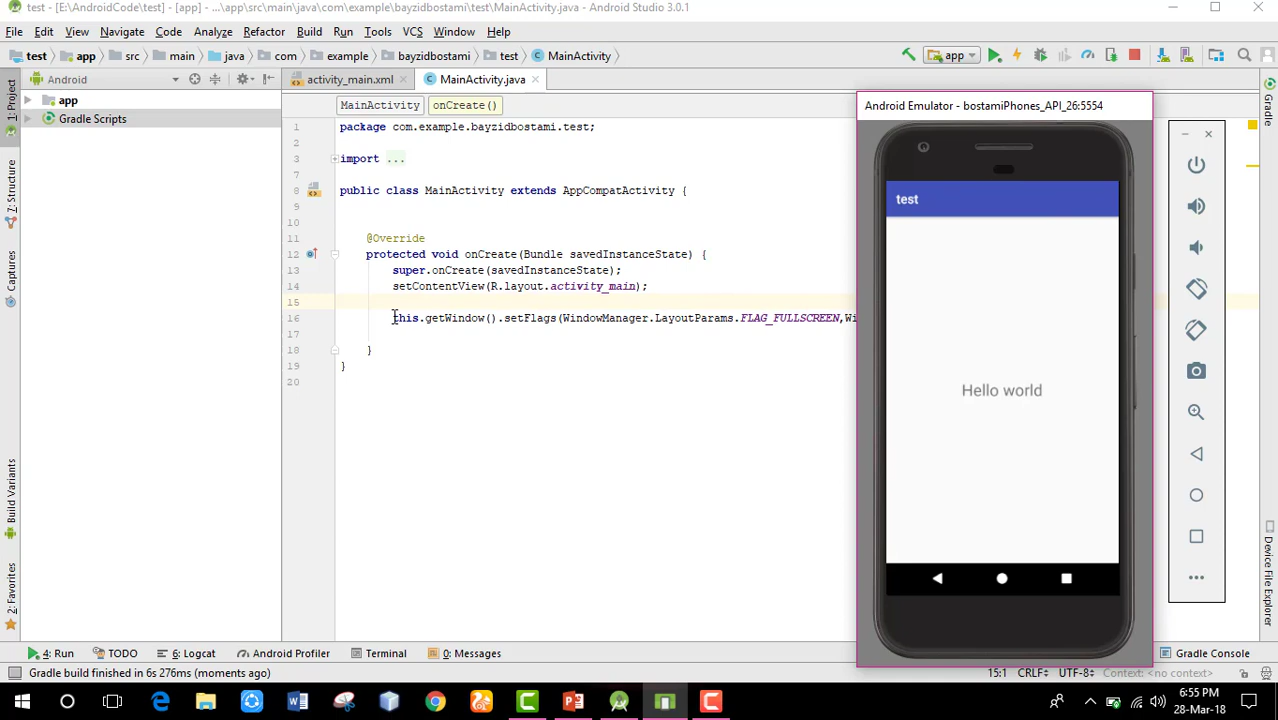 test - [E:\AndroidCode\test] - [app] - ...\app\src\main\java\com\example\bayzidbostami\test\MainActivity.java - Android Studio 3.0.1
File Edit View Navigate Code Analyze Refactor Build Run Tools VCS Window Help
test app src main java com example bayzidbostami test MainActivity
app
Android
activity_main.xml
MainActivity.java
MainActivity
onCreate()
1: Project
Z: Structure
Captures
Build Variants
2: Favorites
app
Gradle Scripts
1 package com.example.bayzidbostami.test;
2
3 import ...
7
8 public class MainActivity extends AppCompatActivity {
9
10
11 @Override
12 protected void onCreate(Bundle savedInstanceState) {
13 super.onCreate(savedInstanceState);
14 setContentView(R.layout.activity_main);
15
16 this.getWindow().setFlags(WindowManager.LayoutParams.FLAG_FULLSCREEN,Wi
17
18 }
19 }
20
Android Emulator - bostamiPhones_API_26:5554
test
Hello world
Gradle
Device File Explorer
4: Run TODO 6: Logcat Android Profiler Terminal 0: Messages Gradle Console
Gradle build finished in 6s 276ms (moments ago)
15:1 CRLF÷ UTF-8÷ Context: <no context>
6:55 PM
28-Mar-18